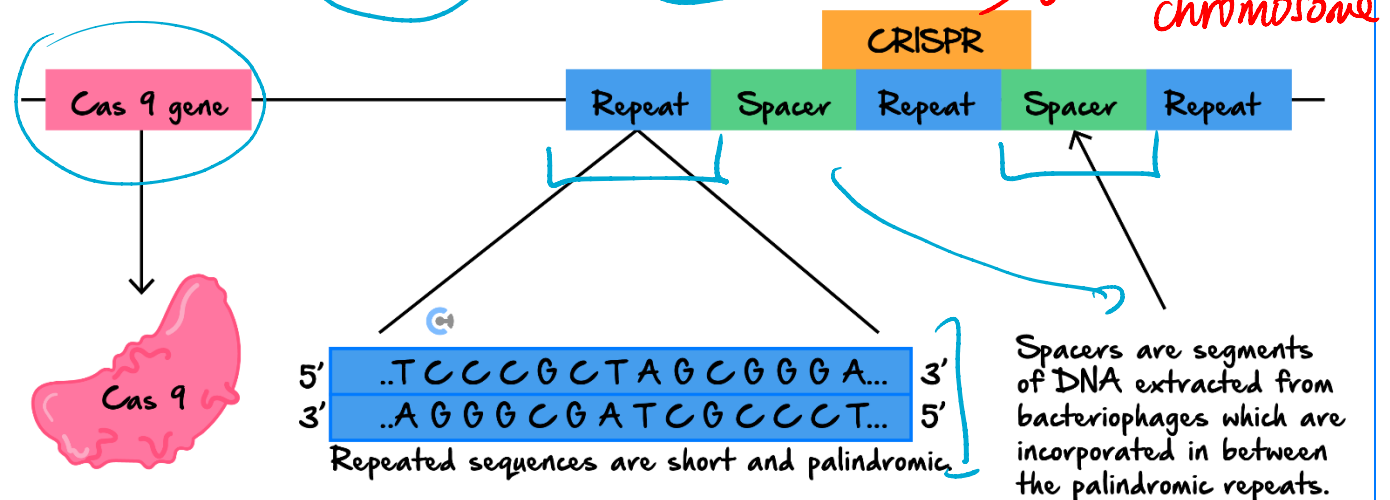 chromosome
CRISPR
Cas 9 gene
Repeat
Spacer
Repeat
Spacer
Repeat
Cas 9
5' ..TCCCGCTAGCGGGA... 3'
3' ..AGGGCGATCGCCCT... 5'
Repeated sequences are short and palindromic.
Spacers are segments
of DNA extracted from
bacteriophages which are
incorporated in between
the palindromic repeats.